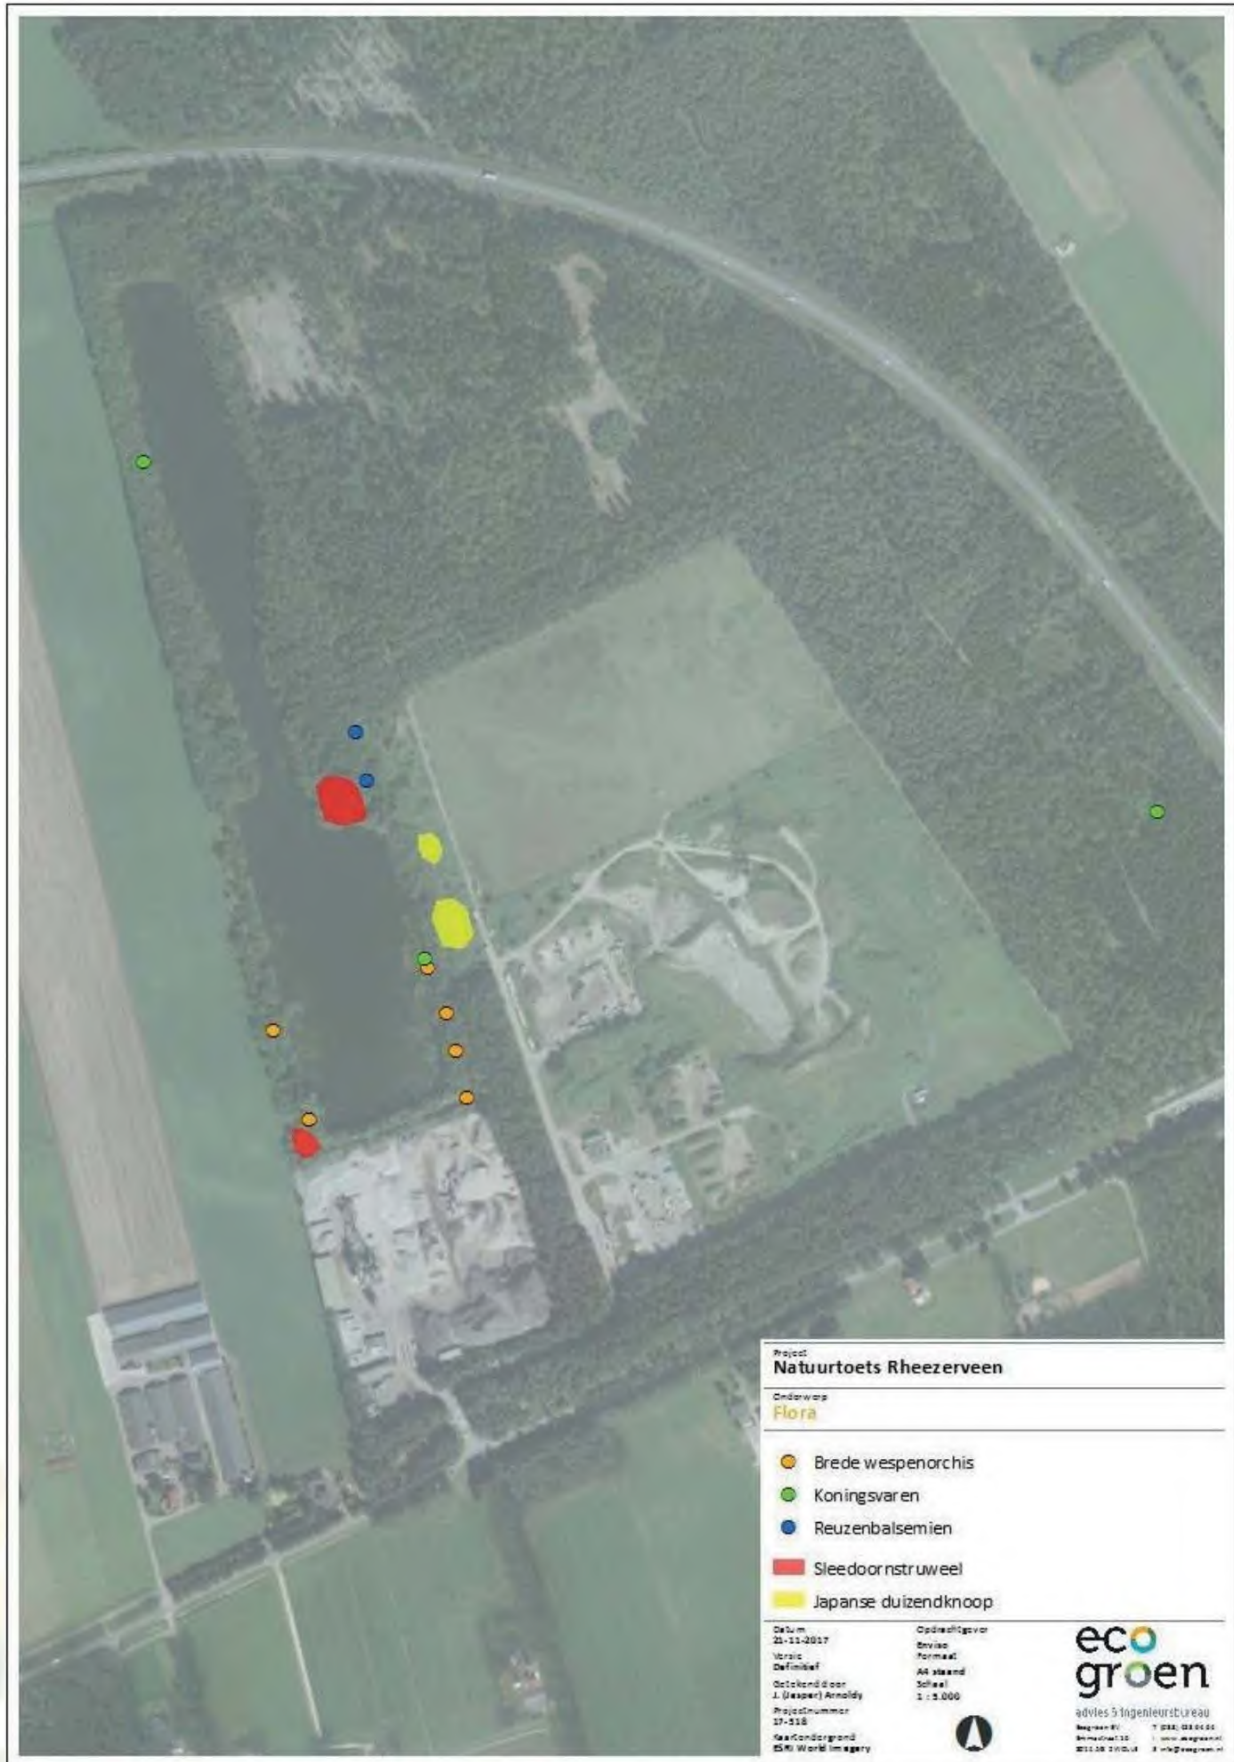 Project
Natuurtoets Rheezerveen
Onderwerp
Flora
Brede wespenorchis
Koningsvaren
Reuzenbalsemien
Sleedoornstruweel
Japanse duizendknoop
Datum
21-11-2017
Versie
Definitief
Getekend door
J. (Jasper) Arnoldy
Projectnummer
17-518
Kaartondergrond
ESRI World Imagery
Opdrachtgever
Enviso
Formaat
A4 staand
Schaal
1 : 5.000
eco
groen
advies & ingenieursbureau